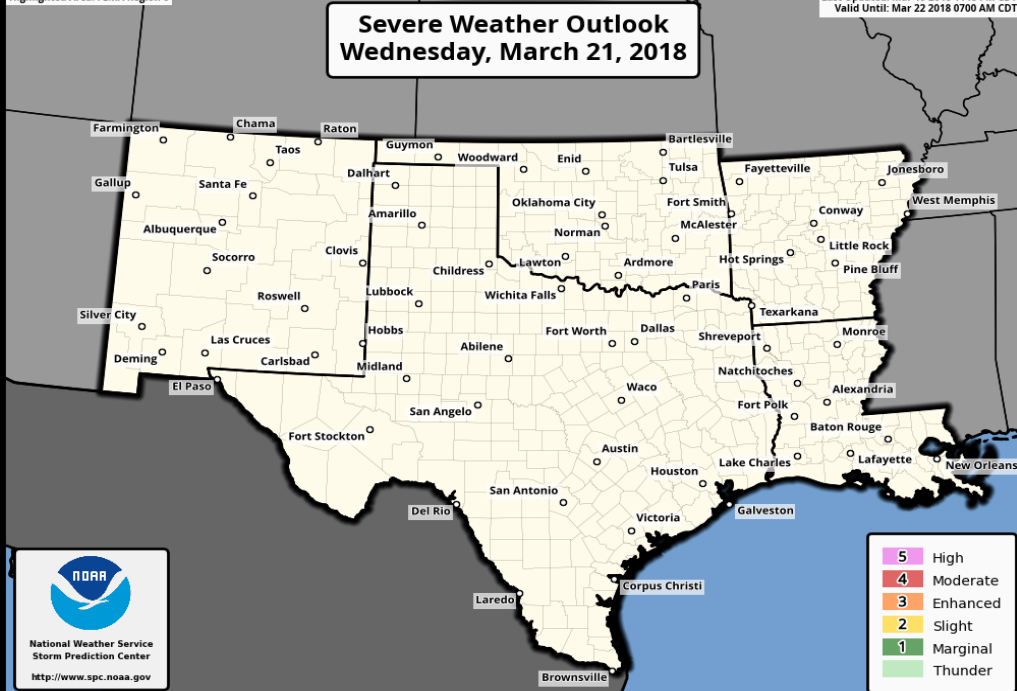 Severe Weather Outlook
Wednesday, March 21, 2018
Valid Until: Mar 22 2018 0700 AM CDT
Farmington
Chama
Raton
Taos
Guymon
Woodward
Enid
Bartlesville
Tulsa
Fayetteville
Jonesboro
Gallup
Santa Fe
Dalhart
Oklahoma City
Fort Smith
West Memphis
Albuquerque
Amarillo
Norman
McAlester
Conway
Socorro
Clovis
Childress
Lawton
Ardmore
Hot Springs
Little Rock
Pine Bluff
Roswell
Lubbock
Wichita Falls
Paris
Texarkana
Silver City
Las Cruces
Hobbs
Abilene
Fort Worth
Dallas
Shreveport
Monroe
Deming
Carlsbad
Midland
Natchitoches
El Paso
San Angelo
Waco
Fort Polk
Alexandria
Fort Stockton
Austin
Baton Rouge
Houston
Lake Charles
Lafayette
New Orleans
Del Rio
San Antonio
Victoria
Galveston
Laredo
Corpus Christi
Brownsville
NOAA
National Weather Service
Storm Prediction Center
http://www.spc.noaa.gov
5 High
4 Moderate
3 Enhanced
2 Slight
1 Marginal
Thunder